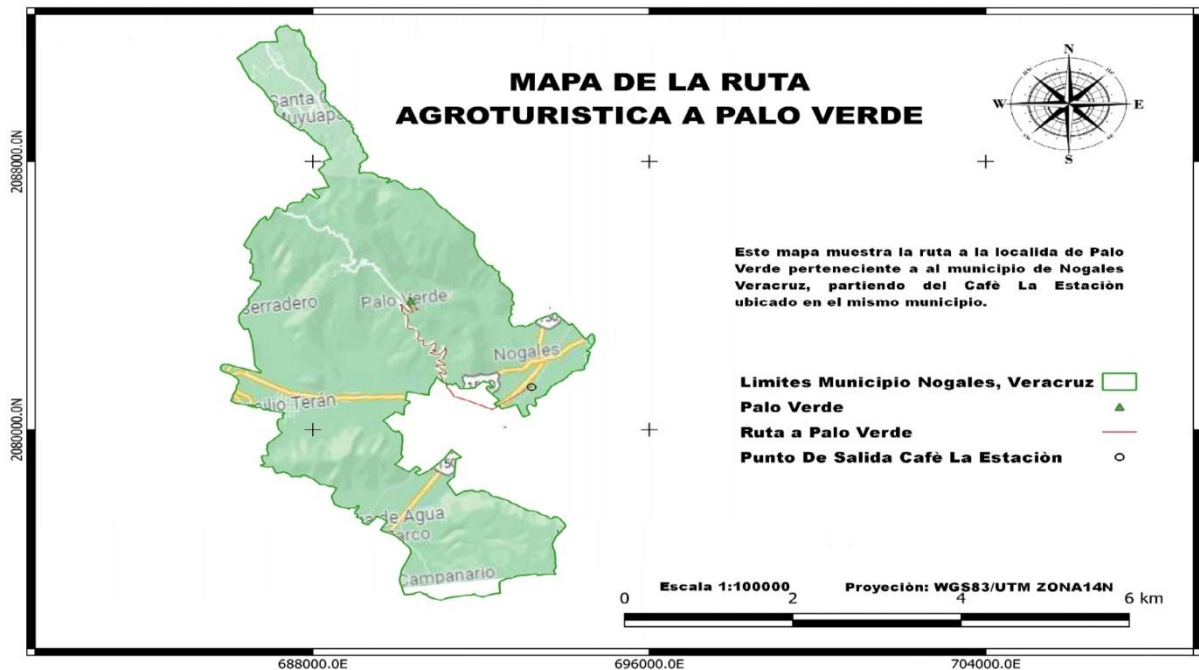 MAPA DE LA RUTA
AGROTURISTICA A PALO VERDE
N
W
E
S
2088000.0N
2080000.0N
Santa
Muyuapa
Palo Verde
Serradero
Nogales
150
Terán
150
de Agua
Campanario
Este mapa muestra la ruta a la localida de Palo
Verde perteneciente a al municipio de Nogales
Veracruz, partiendo del Cafè La Estaciòn
ubicado en el mismo municipio.
Limites Municipio Nogales, Veracruz
Palo Verde
Ruta a Palo Verde
Punto De Salida Cafè La Estaciòn
Escala 1:100000 Proyeciòn: WGS83/UTM ZONA14N
0 2 4 6 km
688000.0E 696000.0E 704000.0E